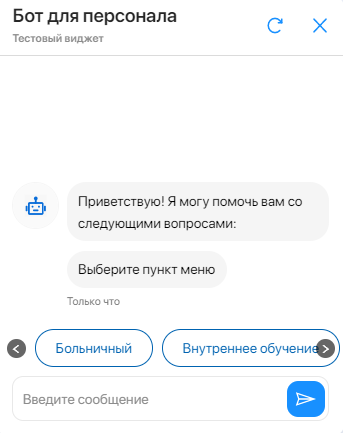 Бот для персонала
Тестовый виджет
Приветствую! Я могу помочь вам со
следующими вопросами:
Выберите пункт меню
Только что
Больничный
Внутреннее обучение
Введите сообщение